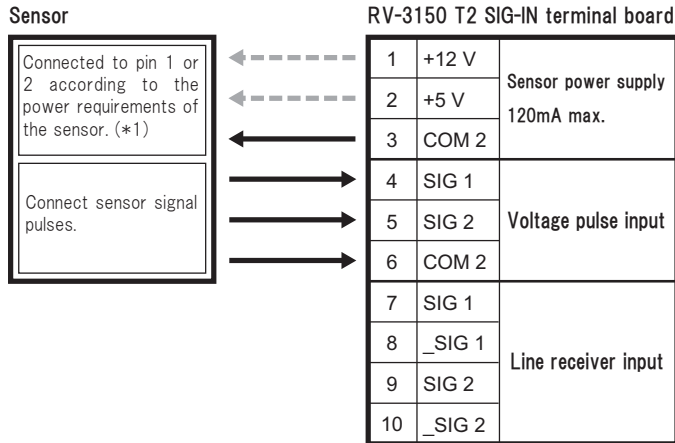 Sensor
RV-3150 T2 SIG-IN terminal board
Connected to pin 1 or
2 according to the
power requirements of
the sensor. (*1)
Connect sensor signal
pulses.
1 +12 V
2 +5 V
3 COM 2
Sensor power supply
120mA max.
4 SIG 1
5 SIG 2
6 COM 2
Voltage pulse input
7 SIG 1
8 _SIG 1
9 SIG 2
10 _SIG 2
Line receiver input